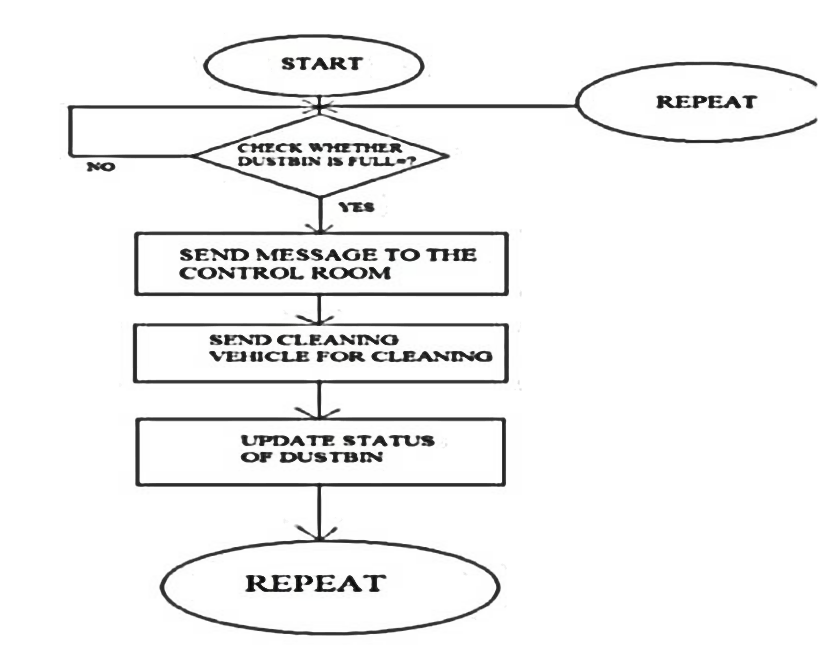 START
REPEAT
CHECK WHETHER
DUSTBIN IS FULL=?
NO
YES
SEND MESSAGE TO THE
CONTROL ROOM
SEND CLEANING
VEHICLE FOR CLEANING
UPDATE STATUS
OF DUSTBIN
REPEAT